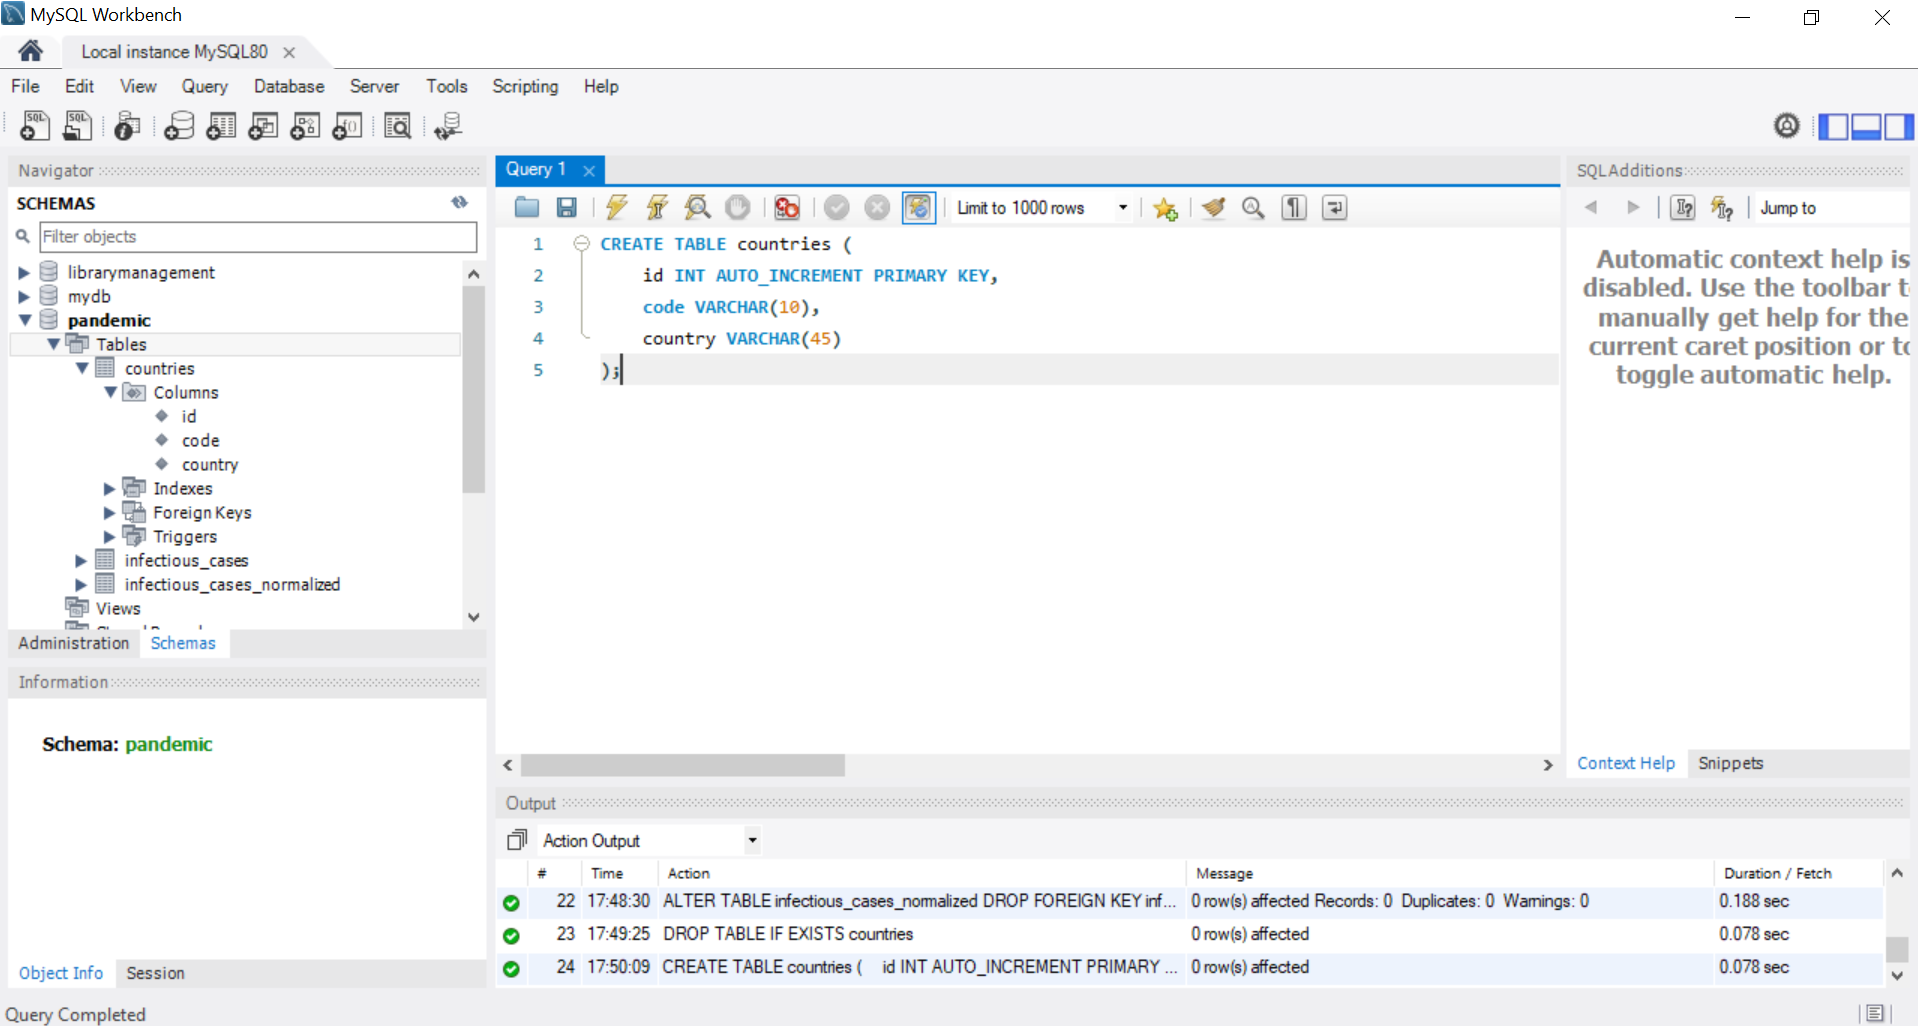 MySQL Workbench
Local instance MySQL80
File Edit View Query Database Server Tools Scripting Help
Navigator
SCHEMAS
Filter objects
librarymanagement
mydb
pandemic
Tables
countries
Columns
id
code
country
Indexes
Foreign Keys
Triggers
infectious_cases
infectious_cases_normalized
Views
Administration Schemas
Information
Schema: pandemic
Object Info Session
Query Completed
Query 1
Limit to 1000 rows
1 CREATE TABLE countries (
2 id INT AUTO_INCREMENT PRIMARY KEY,
3 code VARCHAR(10),
4 country VARCHAR(45)
5 );
SQLAdditions
Jump to
Automatic context help is
disabled. Use the toolbar t
manually get help for the
current caret position or to
toggle automatic help.
Context Help Snippets
Output
Action Output
# Time Action Message Duration / Fetch
22 17:48:30 ALTER TABLE infectious_cases_normalized DROP FOREIGN KEY inf... 0 row(s) affected Records: 0 Duplicates: 0 Warnings: 0 0.188 sec
23 17:49:25 DROP TABLE IF EXISTS countries 0 row(s) affected 0.078 sec
24 17:50:09 CREATE TABLE countries ( id INT AUTO_INCREMENT PRIMARY ... 0 row(s) affected 0.078 sec